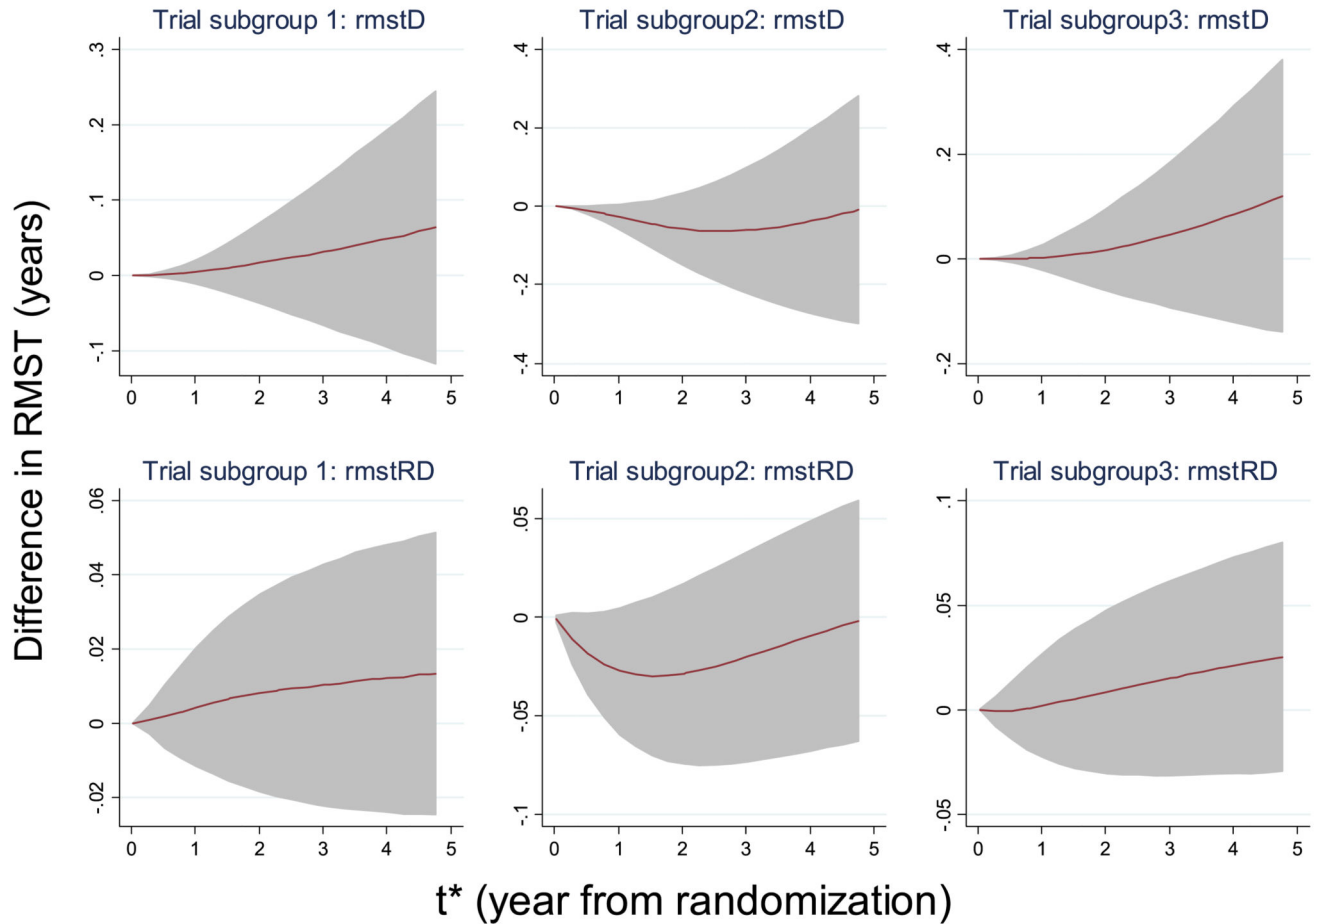 Difference in RMST (years)
Trial subgroup 1: rmstD
.3
.2
.1
0
-.1
0 1 2 3 4 5
Trial subgroup2: rmstD
.4
.2
0
-.2
-.4
0 1 2 3 4 5
Trial subgroup3: rmstD
.4
.2
0
-.2
0 1 2 3 4 5
Trial subgroup 1: rmstRD
.06
.04
.02
0
-.02
0 1 2 3 4 5
Trial subgroup2: rmstRD
.05
0
-.05
-.1
0 1 2 3 4 5
Trial subgroup3: rmstRD
.1
.05
0
-.05
0 1 2 3 4 5
t* (year from randomization)